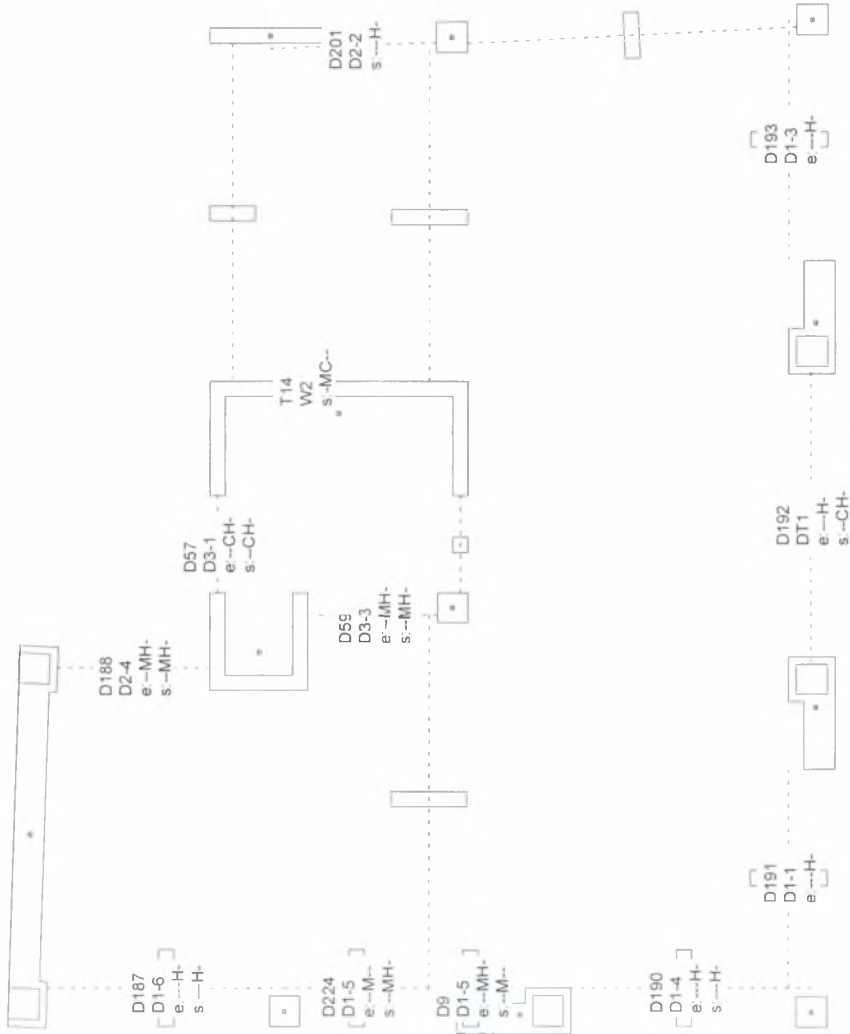 D201
D2-2
s:---H-
D193
D1-3
e:---H-
T14
W2
s:-MC--
D57
D3-1
e:--CH-
s:--CH-
D192
DT1
e:---H-
s:--CH-
D59
D3-3
e:--MH-
s:--MH-
D188
D2-4
e:--MH-
s:--MH-
D187
D1-6
e:---H-
s:---H-
D224
D1-5
e:--M--
s:--MH-
D9
D1-5
e:--MH-
s:--M--
D190
D1-4
e:---H-
s:---H-
D191
D1-1
e:---H-